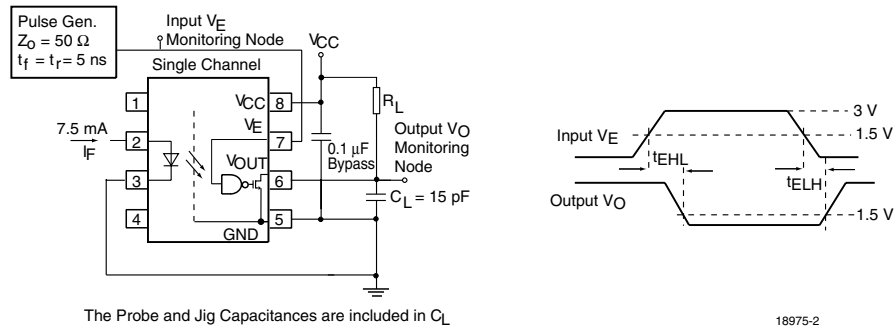 Pulse Gen.
Zo = 50 Ω
tf = tr = 5 ns
Input VE
Monitoring Node
Single Channel
VCC
RL
1
2
3
4
VCC
8
VE
7
VOUT
6
5
GND
7.5 mA
IF
0.1 µF
Bypass
Output VO
Monitoring
Node
CL = 15 pF
The Probe and Jig Capacitances are included in CL
3 V
Input VE
1.5 V
tEHL
tELH
Output VO
1.5 V
18975-2